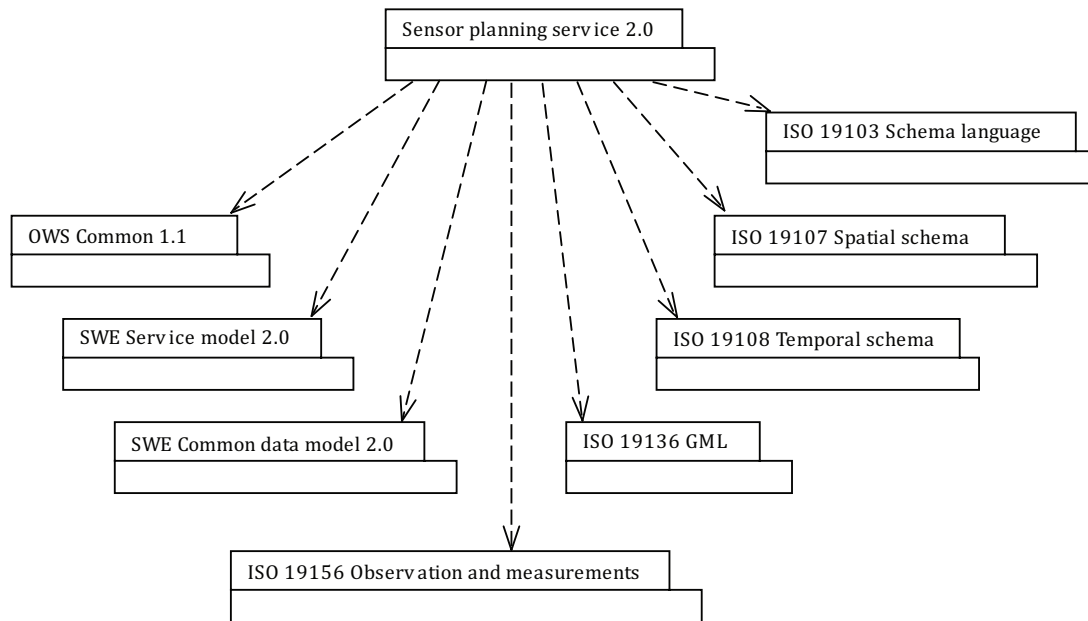 Sensor planning service 2.0
ISO 19103 Schema language
OWS Common 1.1
ISO 19107 Spatial schema
SWE Service model 2.0
ISO 19108 Temporal schema
SWE Common data model 2.0
ISO 19136 GML
ISO 19156 Observation and measurements